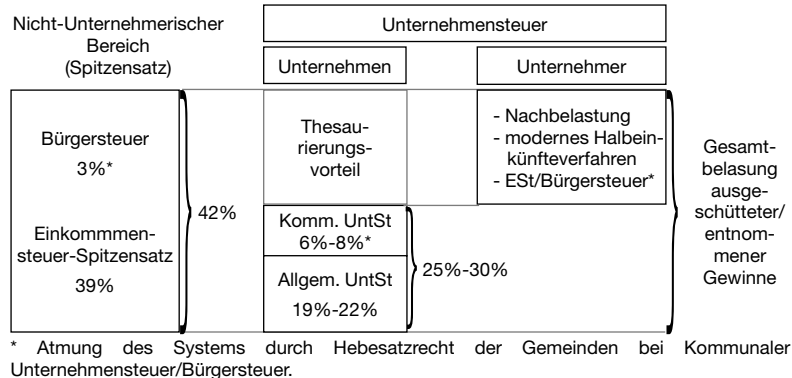 Nicht-Unternehmerischer
Bereich
(Spitzensatz)
Unternehmensteuer
Unternehmen
Unternehmer
Bürgersteuer
3%*
Einkommmen-
steuer-Spitzensatz
39%
42%
Thesau-
rierungs-
vorteil
Komm. UntSt
6%-8%*
Allgem. UntSt
19%-22%
25%-30%
- Nachbelastung
- modernes Halbein-
künfteverfahren
- ESt/Bürgersteuer*
Gesamt-
belasung
ausge-
schütteter/
entnom-
mener
Gewinne
* Atmung des Systems durch Hebesatzrecht der Gemeinden bei Kommunaler
Unternehmensteuer/Bürgersteuer.